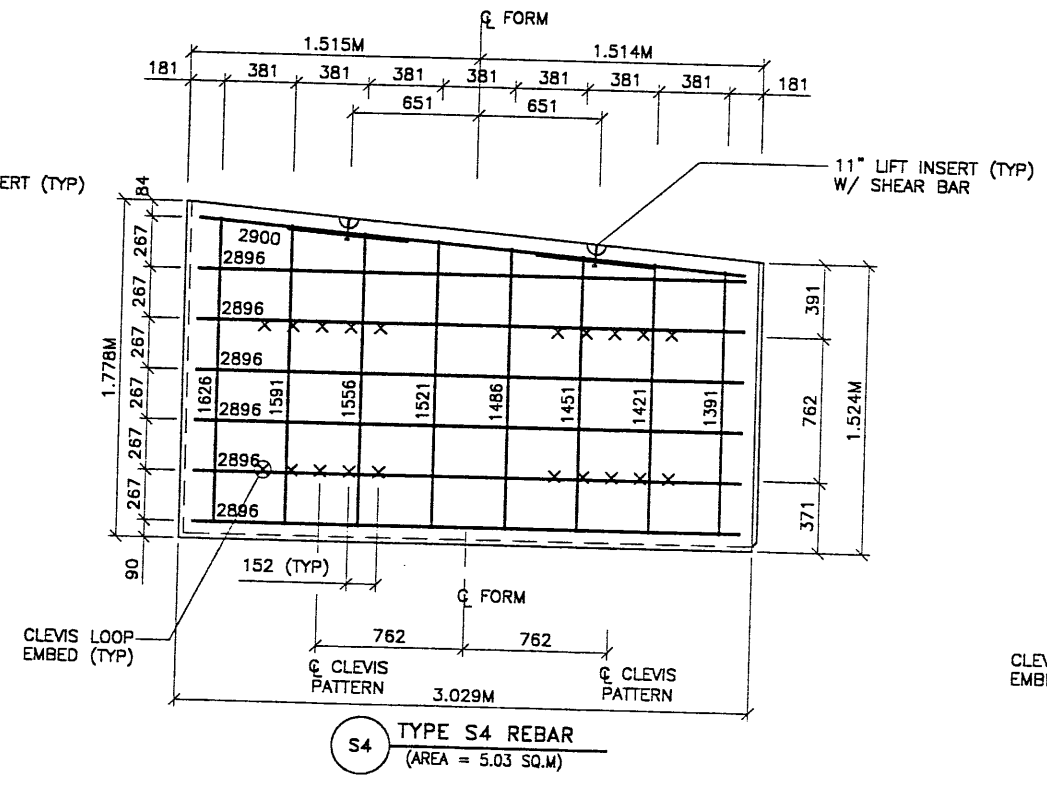 ℄ FORM
1.515M 1.514M
181 381 381 381 381 381 381 381 181
651 651
ERT (TYP)
11" LIFT INSERT (TYP)
W/ SHEAR BAR
84
267
267
267
267
267
267
90
1.778M
2900
2896
2896
2896
2896
2896
2896
1626 1591 1556 1521 1486 1451 1421 1391
391
762
371
1.524M
152 (TYP)
℄ FORM
CLEVIS LOOP
EMBED (TYP)
762 762
℄ CLEVIS
PATTERN
℄ CLEVIS
PATTERN
3.029M
CLEV
EMB
S4 TYPE S4 REBAR
(AREA = 5.03 SQ.M)